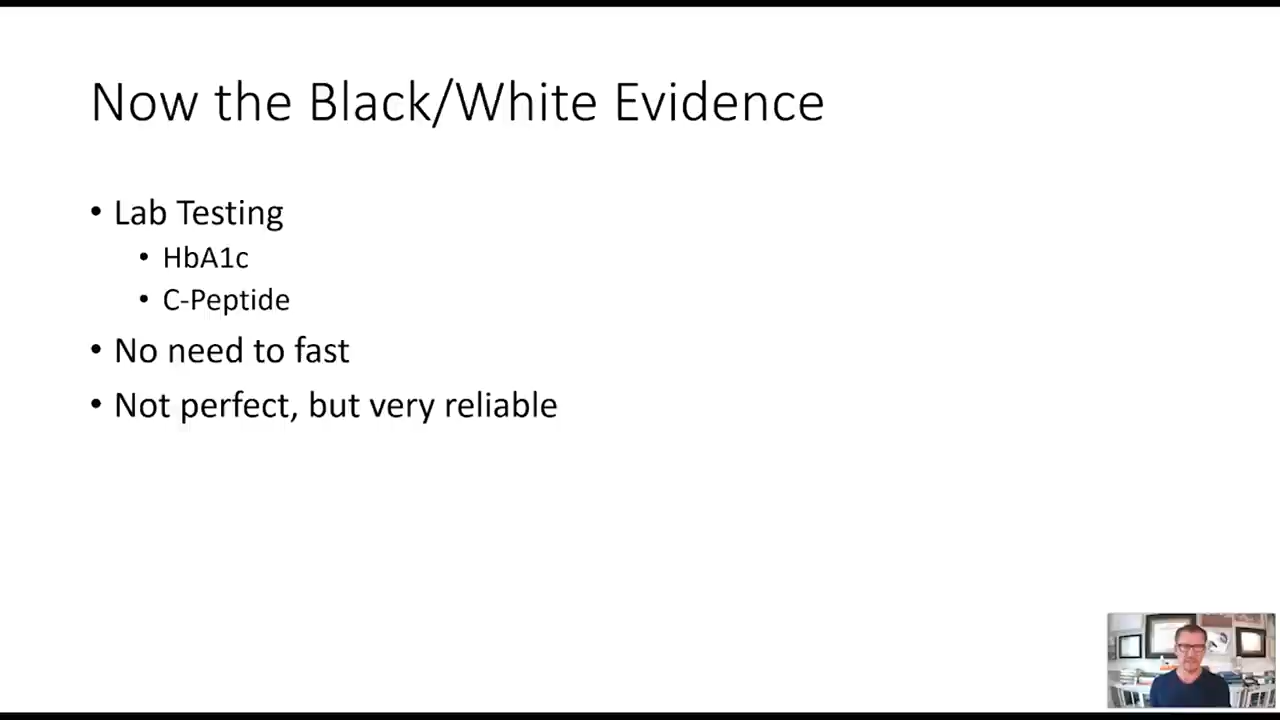 Now the Black/White Evidence
• Lab Testing
• HbA1c
• C-Peptide
• No need to fast
• Not perfect, but very reliable